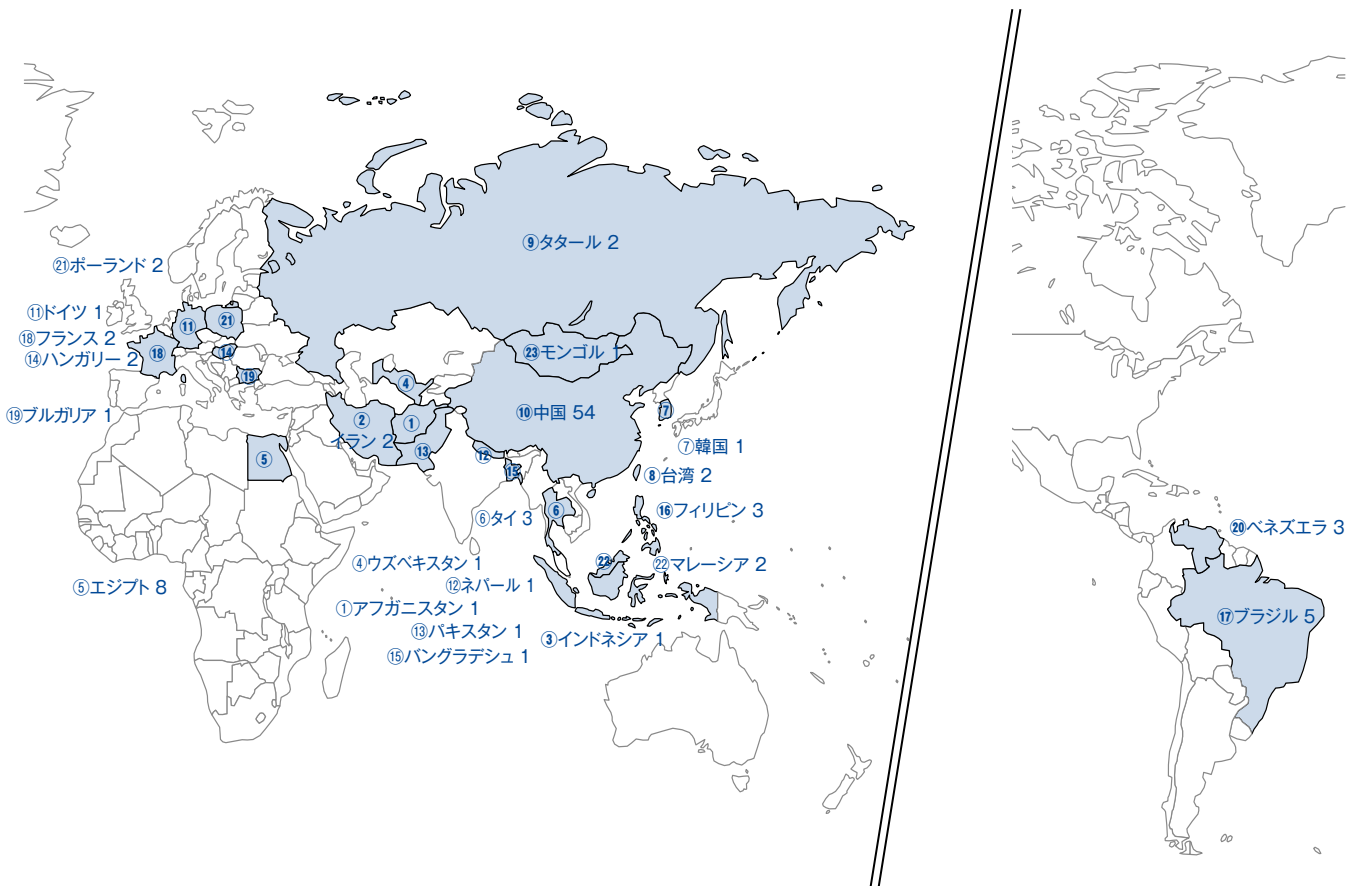 ⑨タタール 2
㉑ポーランド 2
⑪ドイツ 1
⑪
㉑
⑱フランス 2
⑱
⑭
㉓モンゴル 1
⑭ハンガリー 2
⑲
④
⑲ブルガリア 1
②
イラン 2
①
⑩中国 54
⑦
⑬
⑦韓国 1
⑤
⑫
⑮
⑧台湾 2
⑥タイ 3
⑥
⑯フィリピン 3
⑳ベネズエラ 3
④ウズベキスタン 1
㉒
㉒マレーシア 2
⑤エジプト 8
⑫ネパール 1
①アフガニスタン 1
⑰ブラジル 5
⑬パキスタン 1
③インドネシア 1
⑮バングラデシュ 1